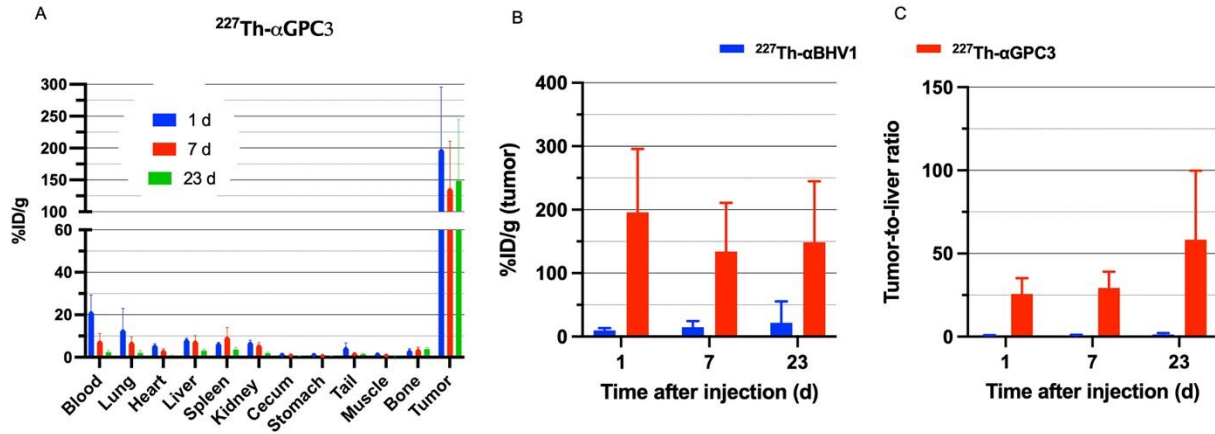 A
²²⁷Th-αGPC3
%ID/g
300
250
200
150
100
60
40
20
0
1 d
7 d
23 d
Blood
Lung
Heart
Liver
Spleen
Kidney
Cecum
Stomach
Tail
Muscle
Bone
Tumor
B
²²⁷Th-αBHV1
%ID/g (tumor)
400
300
200
100
0
1 7 23
Time after injection (d)
C
²²⁷Th-αGPC3
Tumor-to-liver ratio
150
100
50
0
1 7 23
Time after injection (d)